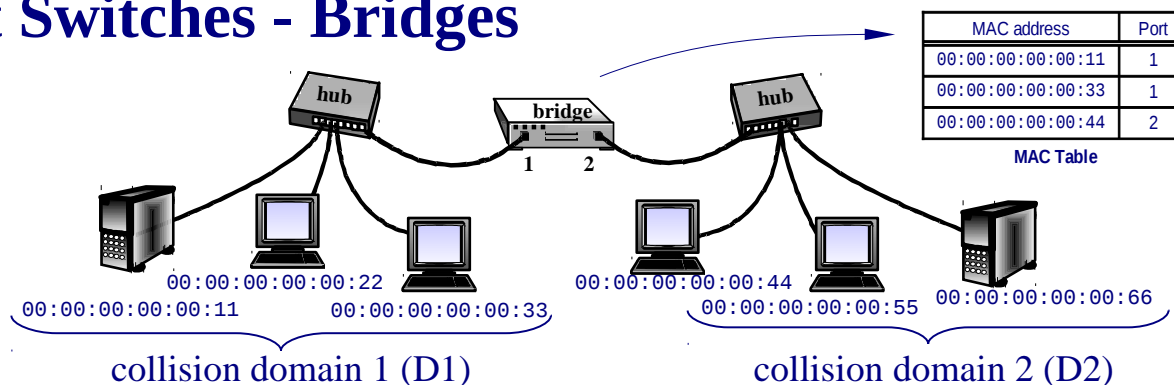 Switches - Bridges
MAC address Port
00:00:00:00:00:11 1
00:00:00:00:00:33 1
00:00:00:00:00:44 2
MAC Table
hub
bridge
hub
1 2
00:00:00:00:00:22
00:00:00:00:00:11
00:00:00:00:00:33
00:00:00:00:00:44
00:00:00:00:00:55
00:00:00:00:00:66
collision domain 1 (D1)
collision domain 2 (D2)